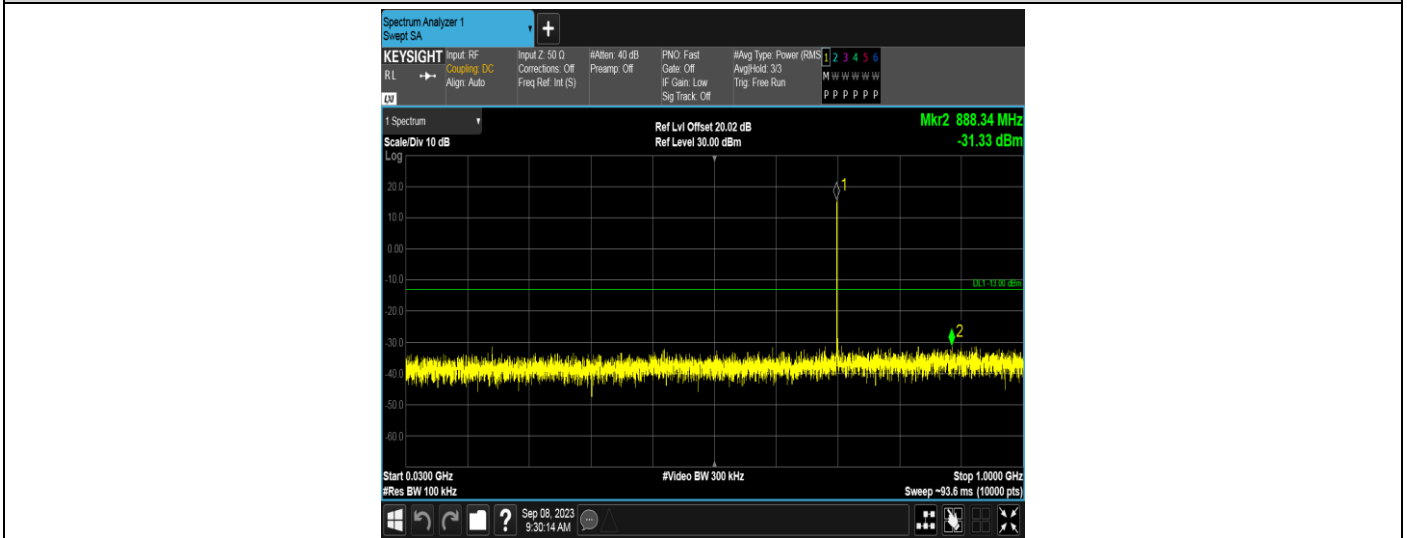 Spectrum Analyzer 1
Swept SA
+
KEYSIGHT
RL
LXI
Input: RF
Coupling: DC
Align: Auto
Input Z: 50 Ω
Corrections: Off
Freq Ref: Int (S)
#Atten: 40 dB
Preamp: Off
PNO: Fast
Gate: Off
IF Gain: Low
Sig Track: Off
#Avg Type: Power (RMS
Avg|Hold: 3/3
Trig: Free Run
1 2 3 4 5 6
M W W W W W
P P P P P P
1 Spectrum
Scale/Div 10 dB
Log
Ref Lvl Offset 20.02 dB
Ref Level 30.00 dBm
Mkr2 888.34 MHz
-31.33 dBm
20.0
1
10.0
0.00
-10.0
DL1 -13.00 dBm
-20.0
-30.0
2
-40.0
-50.0
-60.0
Start 0.0300 GHz
#Video BW 300 kHz
Stop 1.0000 GHz
#Res BW 100 kHz
Sweep ~93.6 ms (10000 pts)
?
Sep 08, 2023
9:30:14 AM